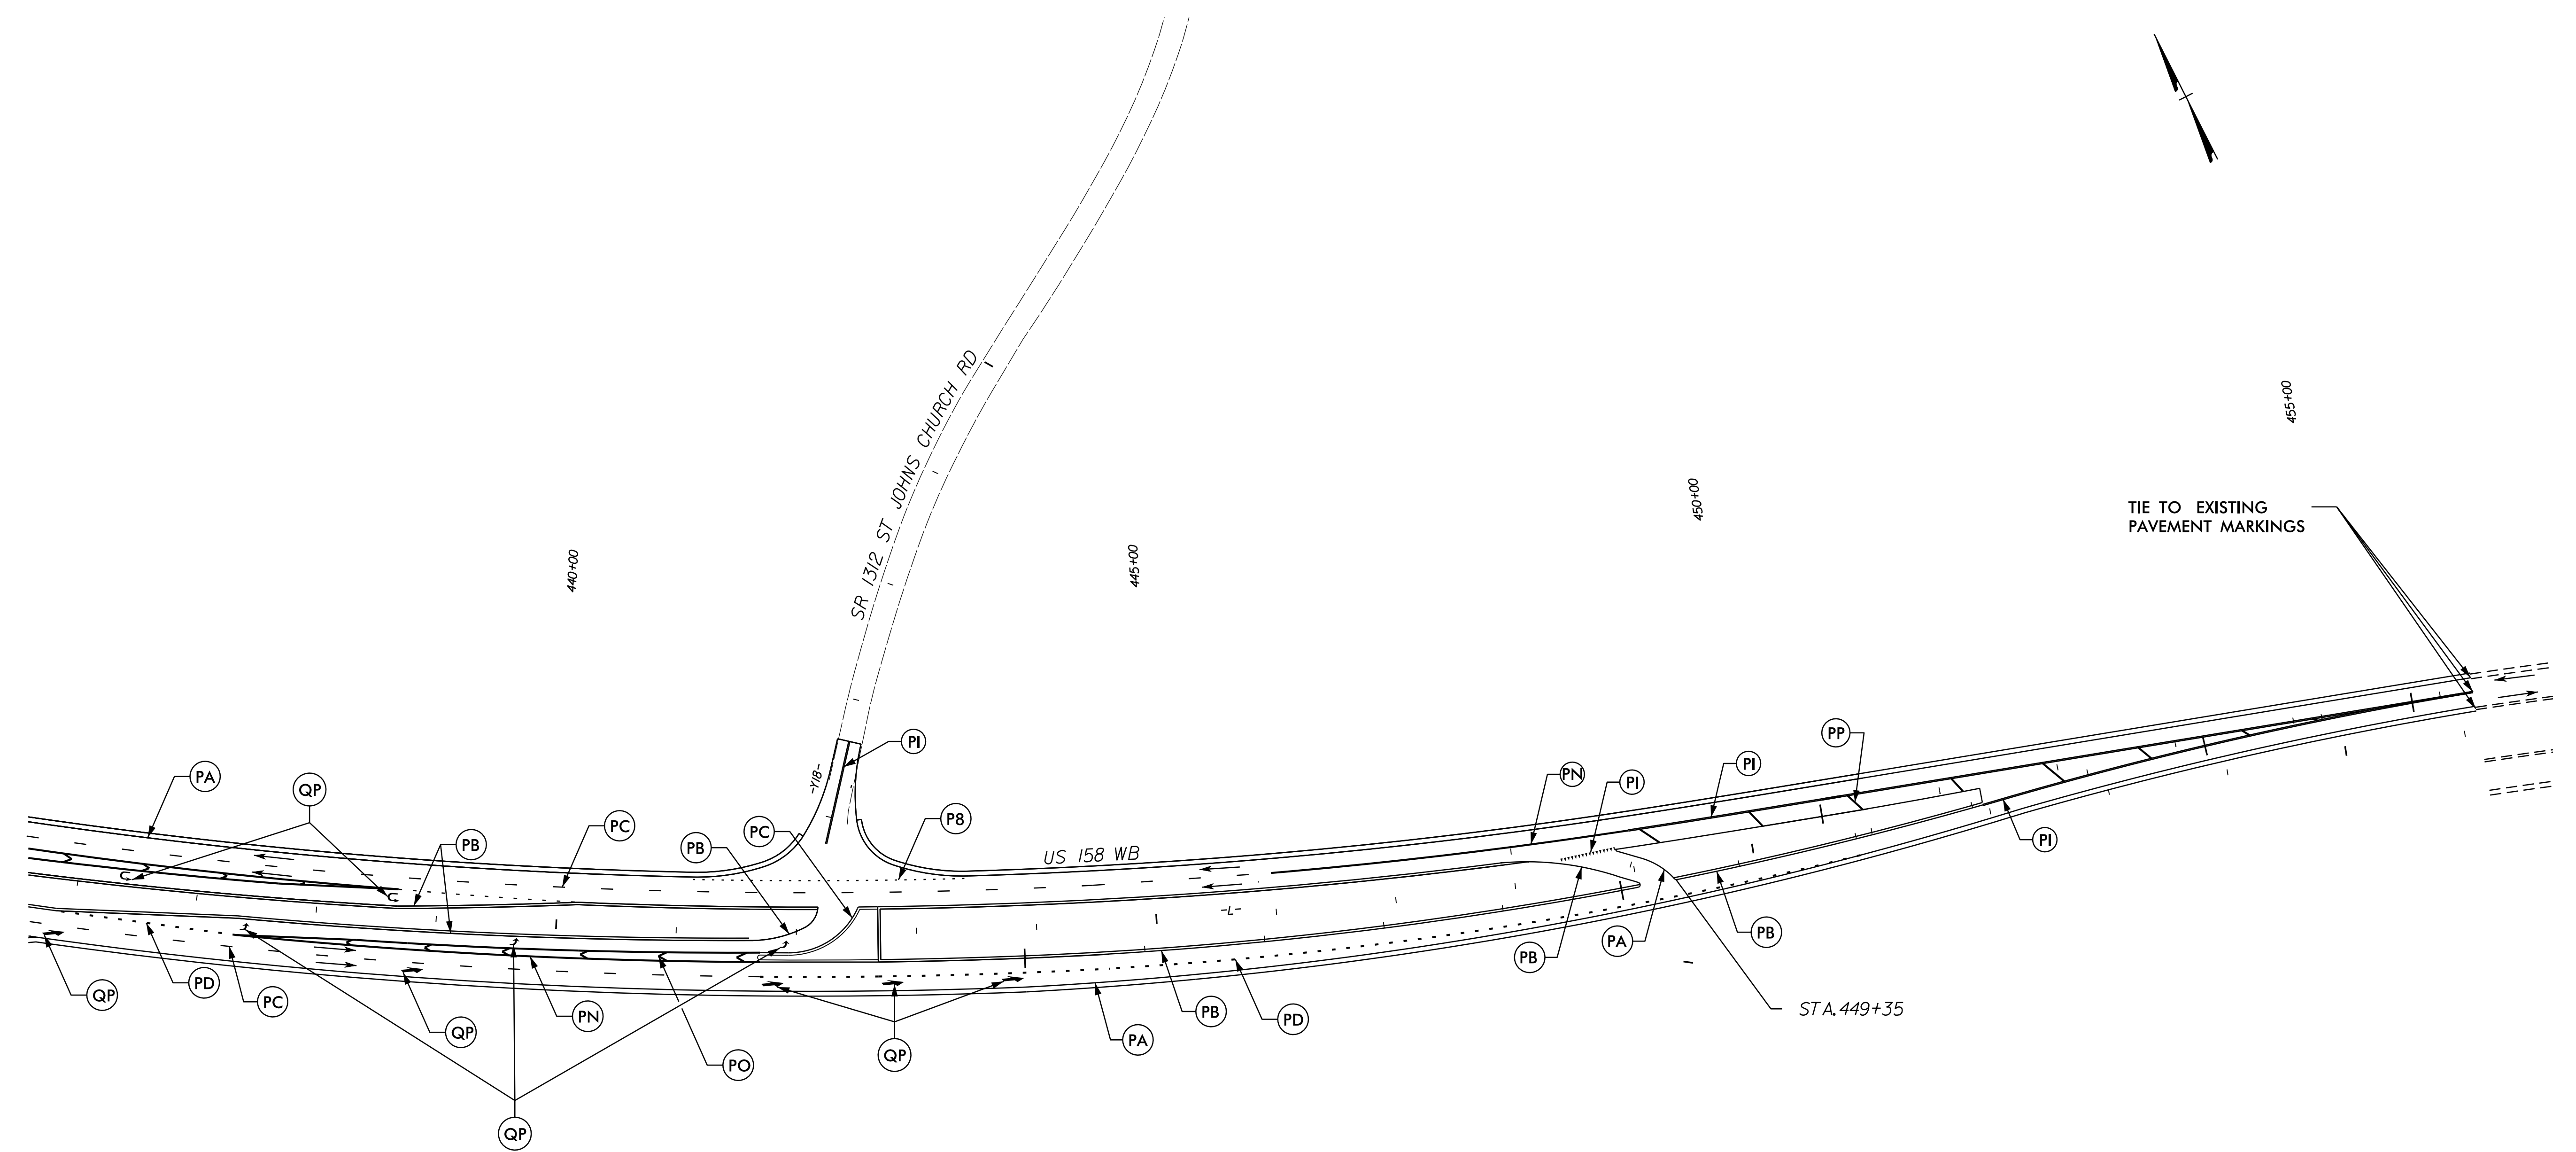 455+00
450+00
TIE TO EXISTING
PAVEMENT MARKINGS
440+00
445+00
SR 1312 ST JOHNS CHURCH RD
PI
-Y18-
PA
QP
PC
PB
PB
PC
P8
US 158 WB
PN
PI
PI
PP
PI
-L-
QP
PD
PC
QP
PN
PO
QP
QP
PA
PB
PD
PB
PA
PB
STA.449+35